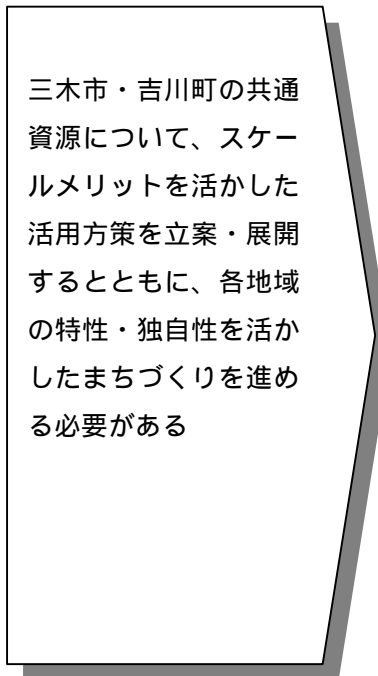 三木市・吉川町の共通
資源について、スケー
ルメリットを活かした
活用方策を立案・展開
するとともに、各地域
の特性・独自性を活か
したまちづくりを進め
る必要がある